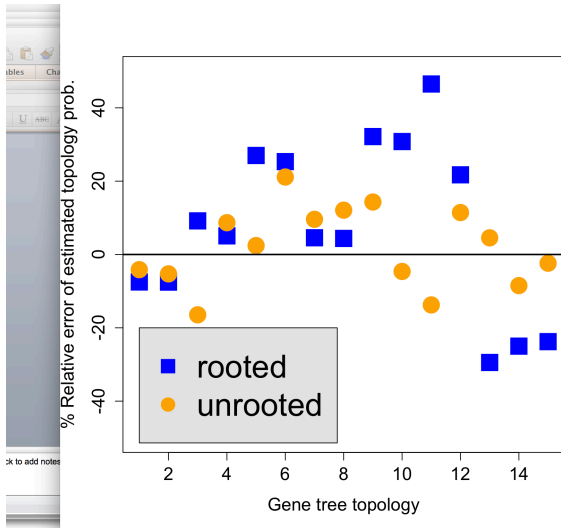 ables
Cha
U
ABC
ck to add notes
% Relative error of estimated topology prob.
40
20
0
-20
-40
rooted
unrooted
2
4
6
8
10
12
14
Gene tree topology